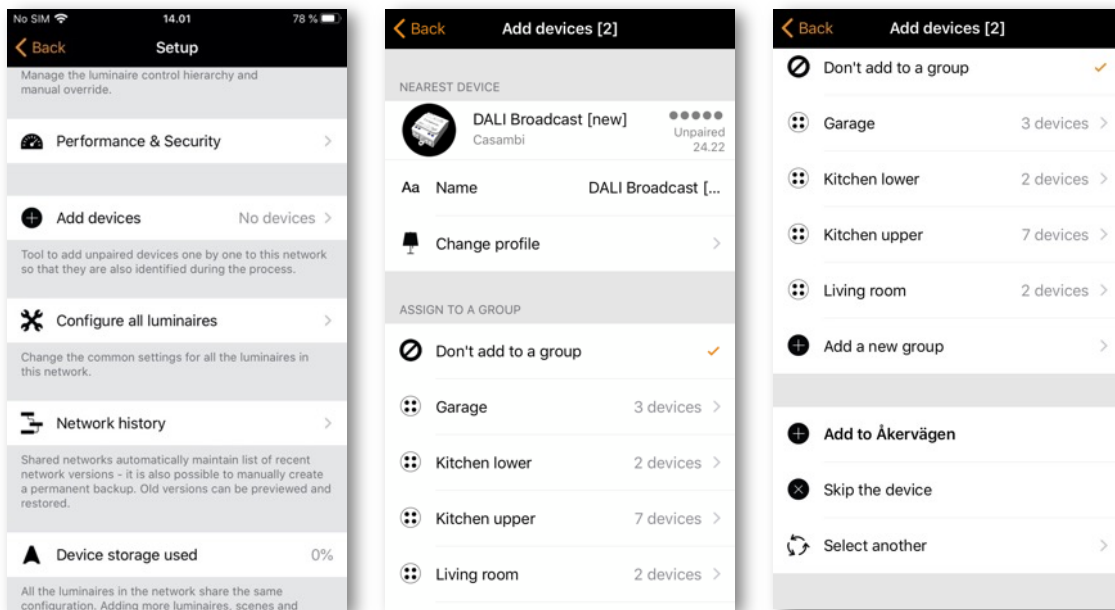 No SIM 14.01 78 %
Back Setup
Manage the luminaire control hierarchy and
manual override.
Performance & Security
Add devices No devices
Tool to add unpaired devices one by one to this network
so that they are also identified during the process.
Configure all luminaires
Change the common settings for all the luminaires in
this network.
Network history
Shared networks automatically maintain list of recent
network versions - it is also possible to manually create
a permanent backup. Old versions can be previewed and
restored.
Device storage used 0%
All the luminaires in the network share the same
configuration. Adding more luminaires, scenes and
Back Add devices [2]
NEAREST DEVICE
DALI Broadcast [new]
Casambi Unpaired
24.22
Aa Name DALI Broadcast [...
Change profile
ASSIGN TO A GROUP
Don't add to a group
Garage 3 devices
Kitchen lower 2 devices
Kitchen upper 7 devices
Living room 2 devices
Back Add devices [2]
Don't add to a group
Garage 3 devices
Kitchen lower 2 devices
Kitchen upper 7 devices
Living room 2 devices
Add a new group
Add to Åkervägen
Skip the device
Select another